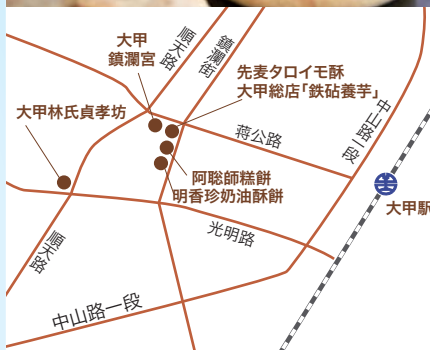 大甲
鎮瀾宮
順天路
鎮瀾街
先麦タロイモ酥
大甲総店「鉄砧養芋」
中山路一段
大甲林氏貞孝坊
蒋公路
阿聡師糕餅
明香珍奶油酥餅
大甲駅
光明路
順天路
中山路一段